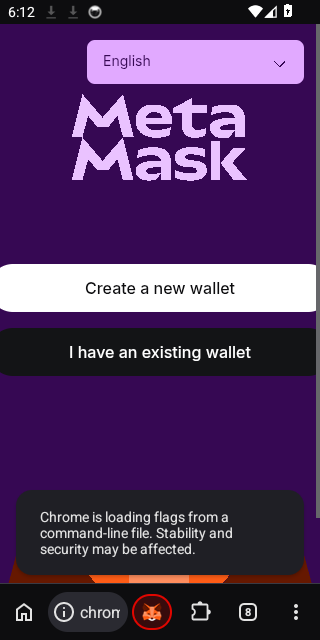 6:12
English
Meta
Mask
Create a new wallet
I have an existing wallet
Chrome is loading flags from a
command-line file. Stability and
security may be affected.
chrom
8